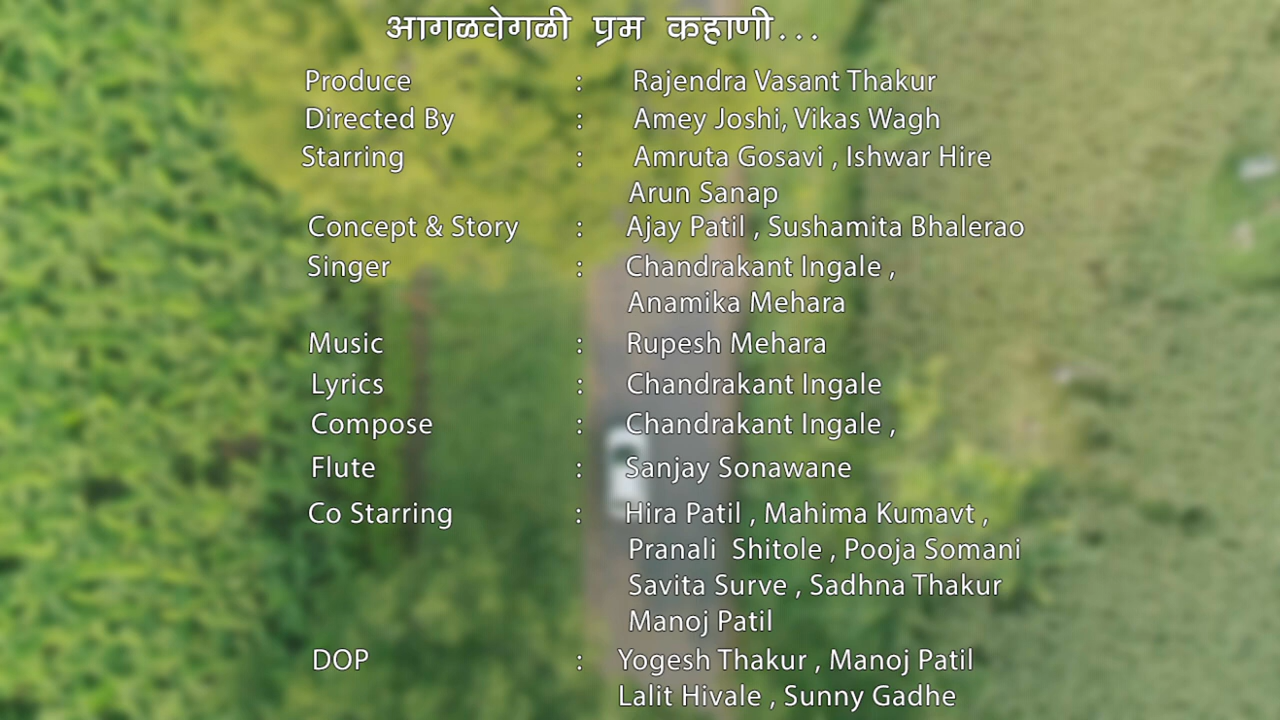 आगळवेगळी प्रम कहाणी...
Produce : Rajendra Vasant Thakur
Directed By : Amey Joshi, Vikas Wagh
Starring : Amruta Gosavi , Ishwar Hire
Arun Sanap
Concept & Story : Ajay Patil , Sushamita Bhalerao
Singer : Chandrakant Ingale ,
Anamika Mehara
Music : Rupesh Mehara
Lyrics : Chandrakant Ingale
Compose : Chandrakant Ingale ,
Flute : Sanjay Sonawane
Co Starring : Hira Patil , Mahima Kumavt ,
Pranali Shitole , Pooja Somani
Savita Surve , Sadhna Thakur
Manoj Patil
DOP : Yogesh Thakur , Manoj Patil
Lalit Hivale , Sunny Gadhe